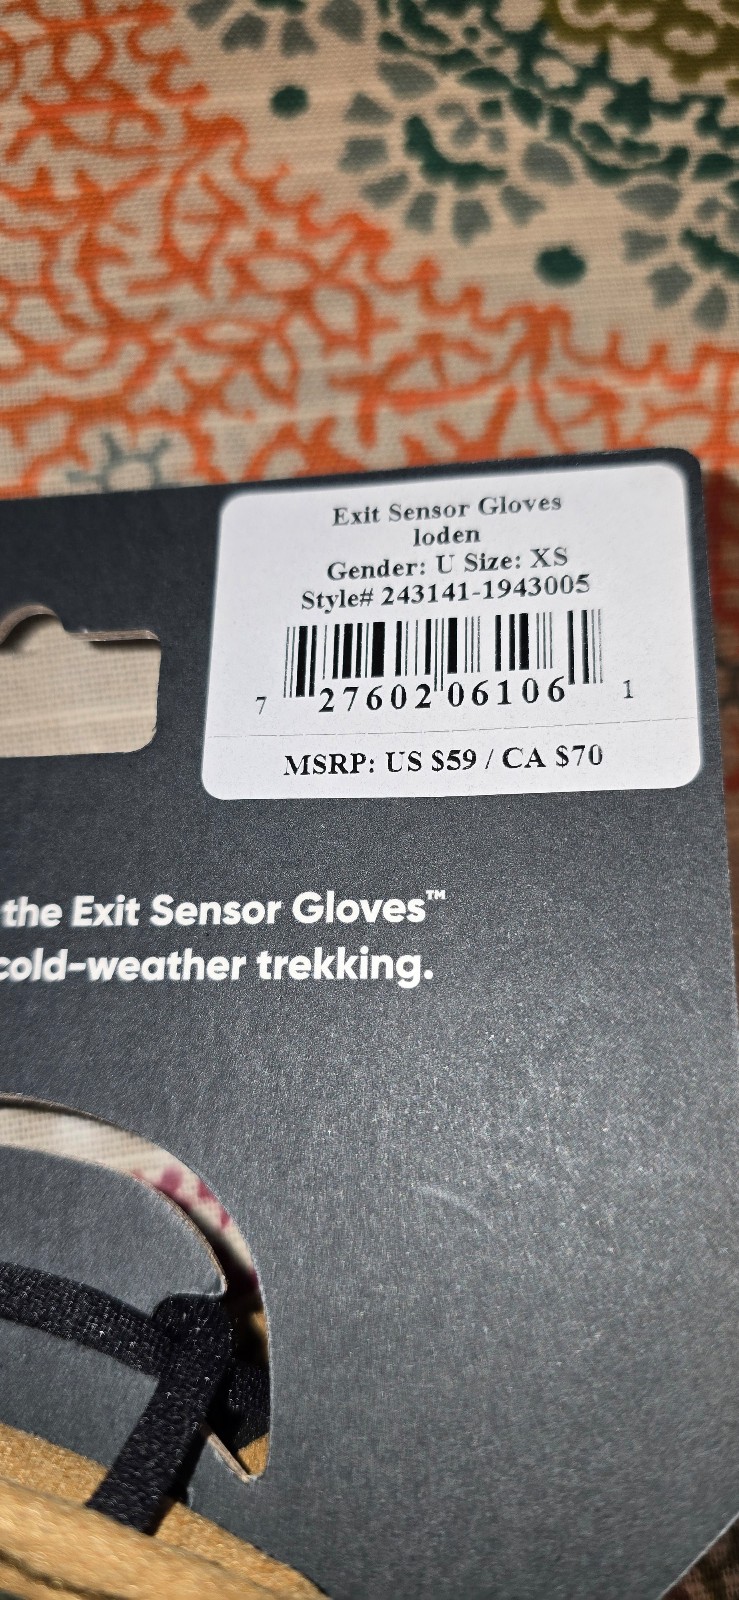 Exit Sensor Gloves
loden
Gender: U Size: XS
Style# 243141-1943005
7 27602 06106 1
MSRP: US $59 / CA $70
the Exit Sensor Gloves™
cold-weather trekking.